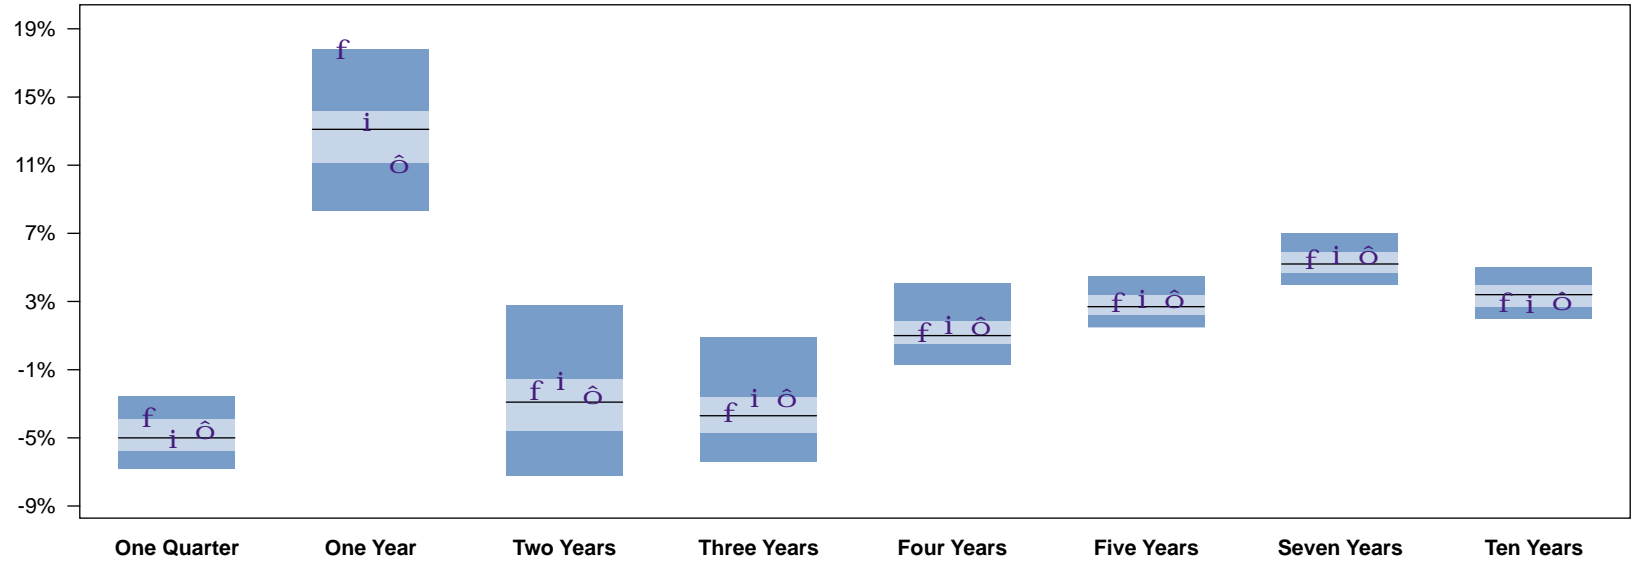 19%
15%
11%
7%
3%
-1%
-5%
-9%
f i ô
f i ô
f i ô
f i ô
f i ô
f i ô
f i ô
f i ô
One Quarter One Year Two Years Three Years Four Years Five Years Seven Years Ten Years